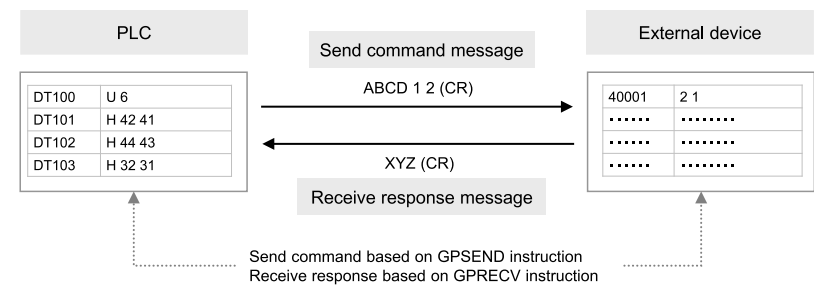 PLC
External device
Send command message
ABCD 1 2 (CR)
DT100 U 6
DT101 H 42 41
DT102 H 44 43
DT103 H 32 31
40001 2 1
...... ........
...... ........
...... ........
XYZ (CR)
Receive response message
Send command based on GPSEND instruction
Receive response based on GPRECV instruction